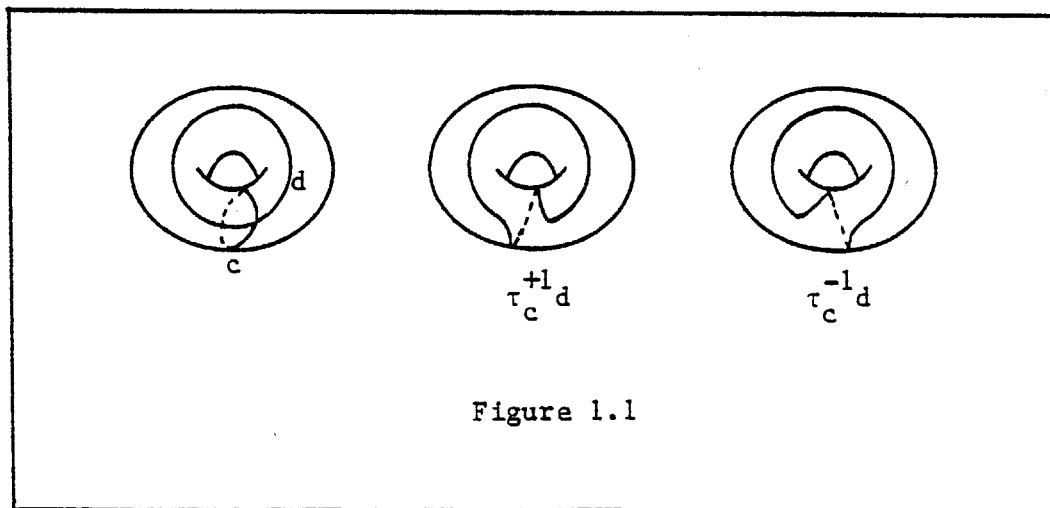 d
c
τ_c^{+1} d
τ_c^{-1} d
Figure 1.1